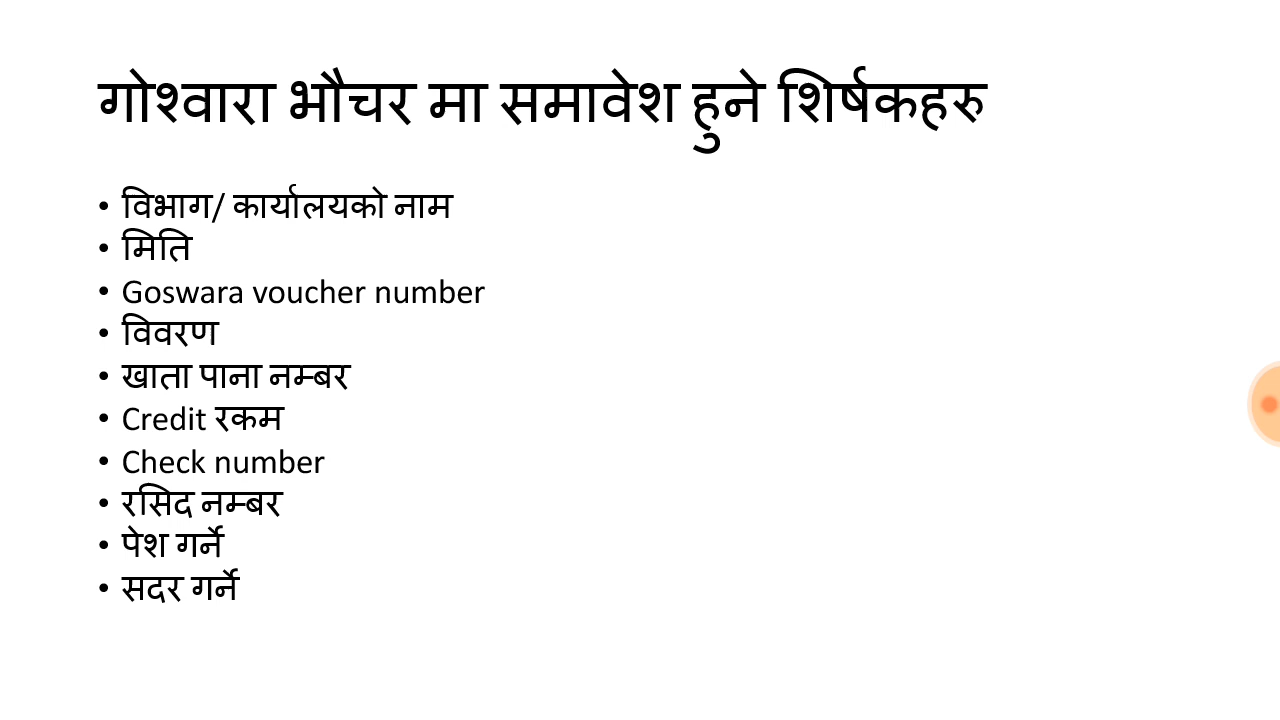 गोश्वारा भौचर मा समावेश हुने शिर्षकहरु
• विभाग/ कार्यालयको नाम
• मिति
• Goswara voucher number
• विवरण
• खाता पाना नम्बर
• Credit रकम
• Check number
• रसिद नम्बर
• पेश गर्ने
• सदर गर्ने